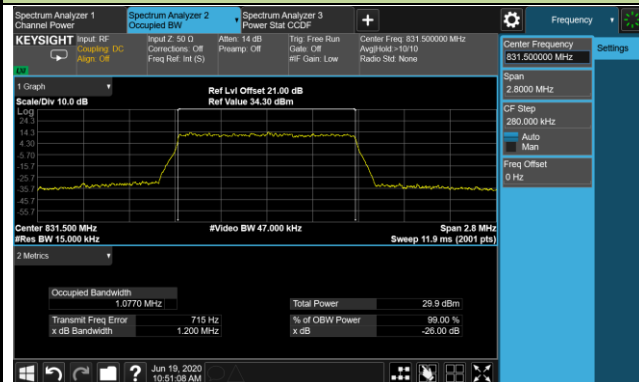 Spectrum Analyzer 1
Channel Power
Spectrum Analyzer 2
Occupied BW
Spectrum Analyzer 3
Power Stat CCDF
Frequency
KEYSIGHT
Input: RF
Coupling: DC
Align: Off
Input Z: 50 Ω
Corrections: Off
Freq Ref: Int (S)
Atten: 14 dB
Preamp: Off
Trig: Free Run
Gate: Off
#IF Gain: Low
Center Freq: 831.500000 MHz
Avg|Hold >10/10
Radio Std: None
Center Frequency
831.500000 MHz
Settings
Span
2.8000 MHz
CF Step
280.000 kHz
Auto
Man
Freq Offset
0 Hz
1 Graph
Scale/Div 10.0 dB
Ref Lvl Offset 21.00 dB
Ref Value 34.30 dBm
Log
24.3
14.3
4.30
-5.70
-15.7
-25.7
-35.7
-45.7
-55.7
Center 831.500 MHz
#Res BW 15.000 kHz
#Video BW 47.000 kHz
Span 2.8 MHz
Sweep 11.9 ms (2001 pts)
2 Metrics
Occupied Bandwidth
1.0770 MHz
Total Power 29.9 dBm
Transmit Freq Error 715 Hz
% of OBW Power 99.00 %
x dB Bandwidth 1.200 MHz
x dB -26.00 dB
Jun 19, 2020
10:51:08 AM